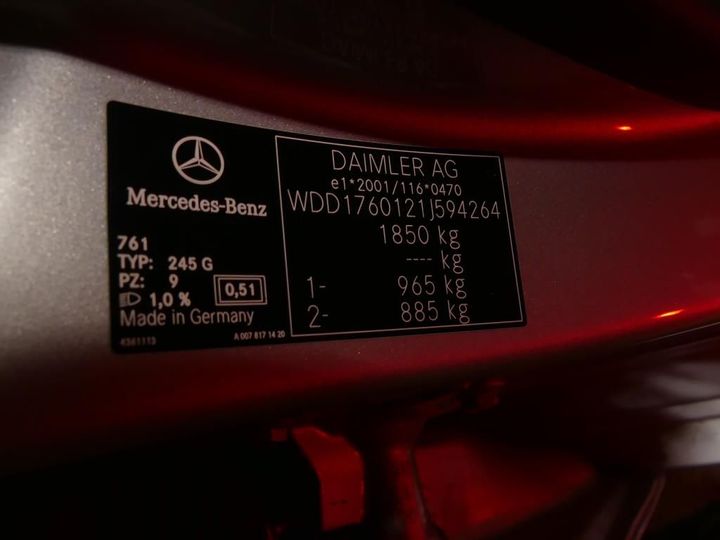 Mercedes-Benz
761
TYP: 245 G
PZ: 9
1,0 %
0,51
Made in Germany
4361113
A 007 817 14 20
DAIMLER AG
e1*2001/116*0470
WDD1760121J594264
1850 kg
---- kg
1- 965 kg
2- 885 kg